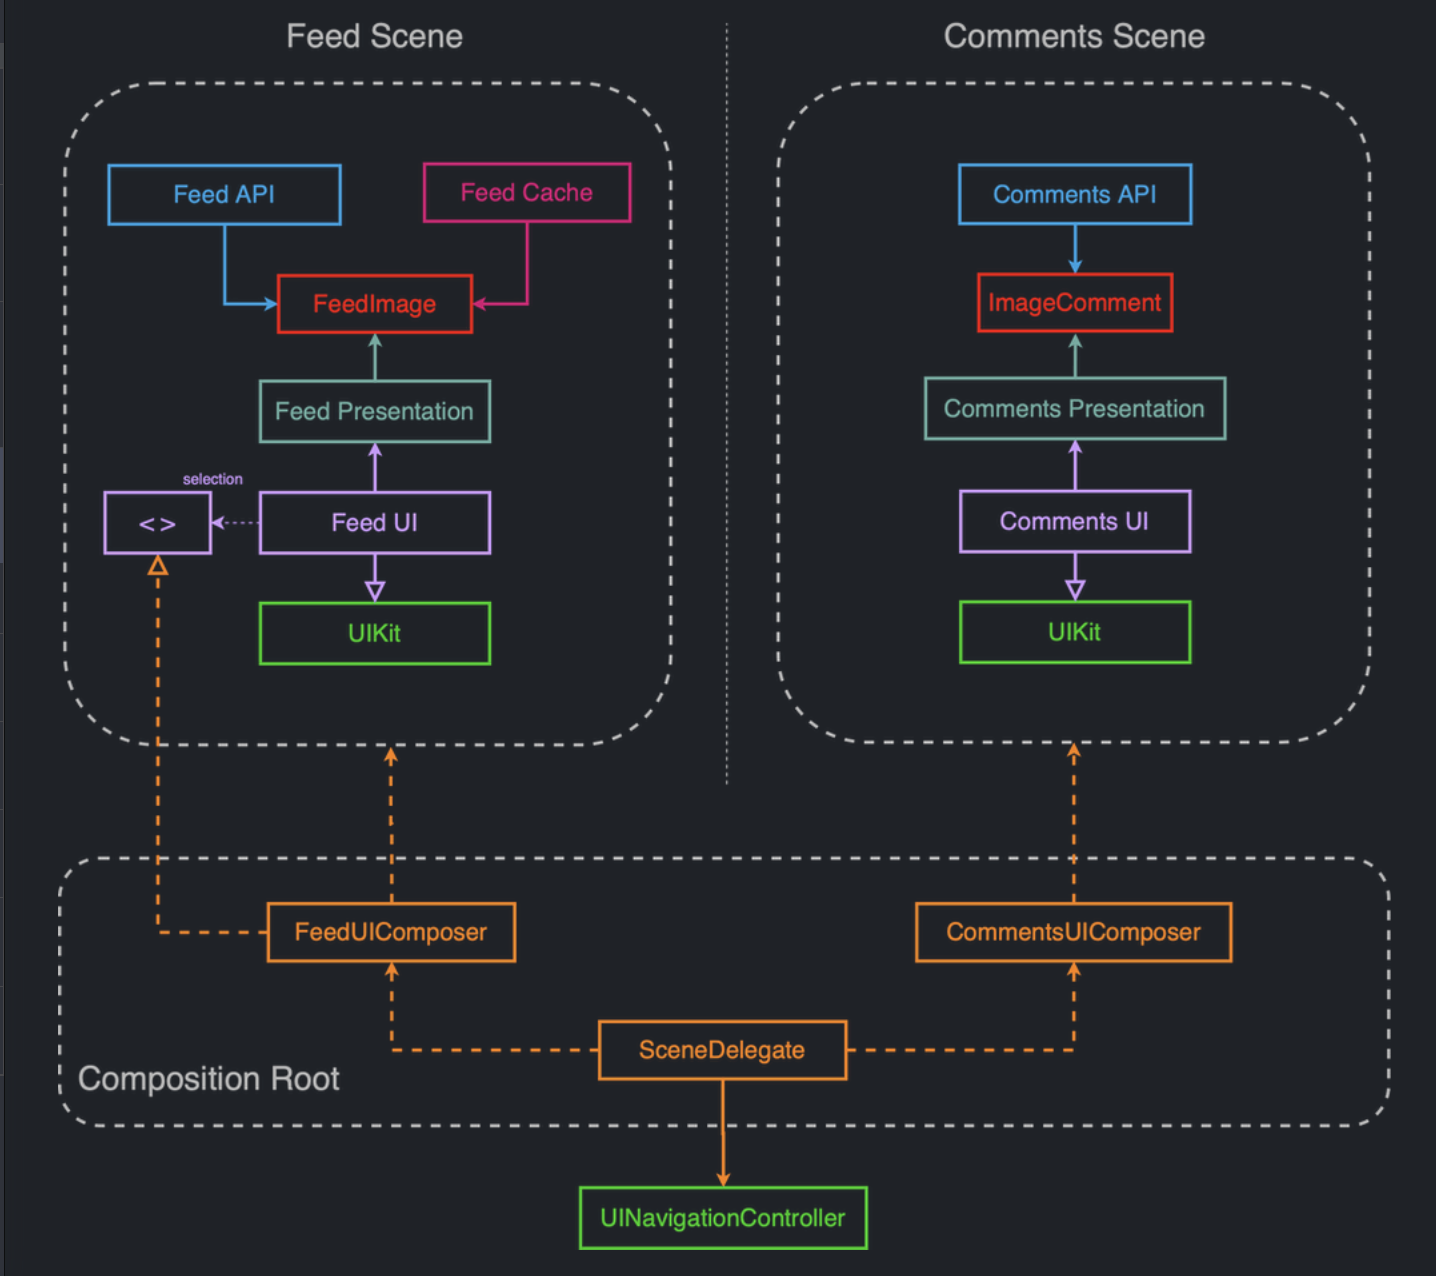 Feed Scene
Comments Scene
Feed API
Feed Cache
Comments API
FeedImage
ImageComment
Feed Presentation
Comments Presentation
selection
<>
Feed UI
Comments UI
UIKit
UIKit
FeedUIComposer
CommentsUIComposer
SceneDelegate
Composition Root
UINavigationController